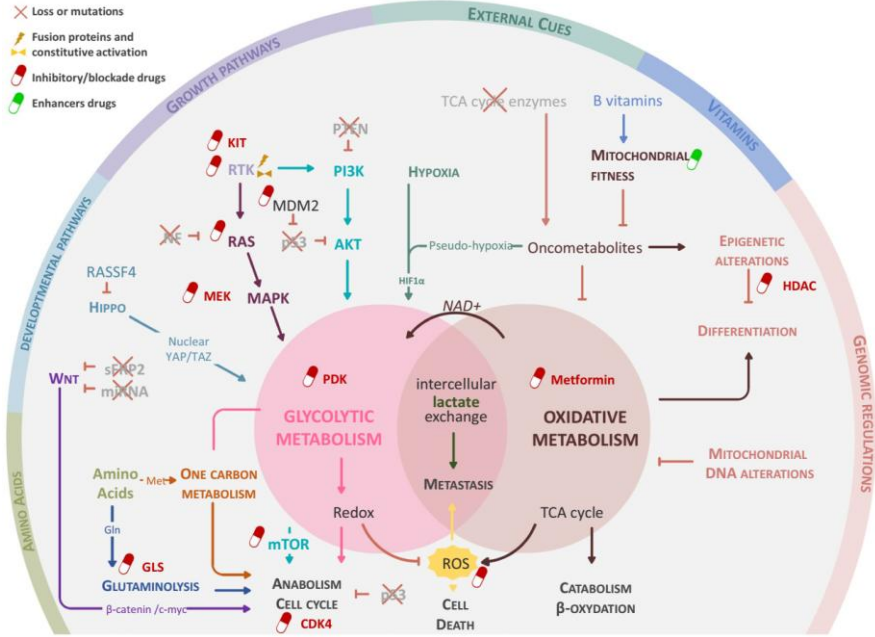 Loss or mutations
Fusion proteins and
constitutive activation
Inhibitory/blockade drugs
Enhancers drugs
AMINO ACIDS
DEVELOPMENTAL PATHWAYS
GROWTH PATHWAYS
EXTERNAL CUES
VITAMINS
GENOMIC REGULATIONS
KIT
RTK
PTEN
PI3K
MDM2
NF
RAS
p53
AKT
MEK
MAPK
RASSF4
HIPPO
Nuclear
YAP/TAZ
WNT
sFRP2
miRNA
HYPOXIA
Pseudo-hypoxia
HIF1α
TCA cycle enzymes
B vitamins
MITOCHONDRIAL
FITNESS
Oncometabolites
EPIGENETIC
ALTERATIONS
HDAC
DIFFERENTIATION
NAD+
PDK
GLYCOLYTIC
METABOLISM
intercellular
lactate
exchange
METASTASIS
Metformin
OXIDATIVE
METABOLISM
MITOCHONDRIAL
DNA ALTERATIONS
Amino
Acids
Met
ONE CARBON
METABOLISM
Gln
GLS
GLUTAMINOLYSIS
β-catenin /c-myc
mTOR
Redox
ANABOLISM
CELL CYCLE
CDK4
p53
ROS
CELL
DEATH
TCA cycle
CATABOLISM
β-OXYDATION